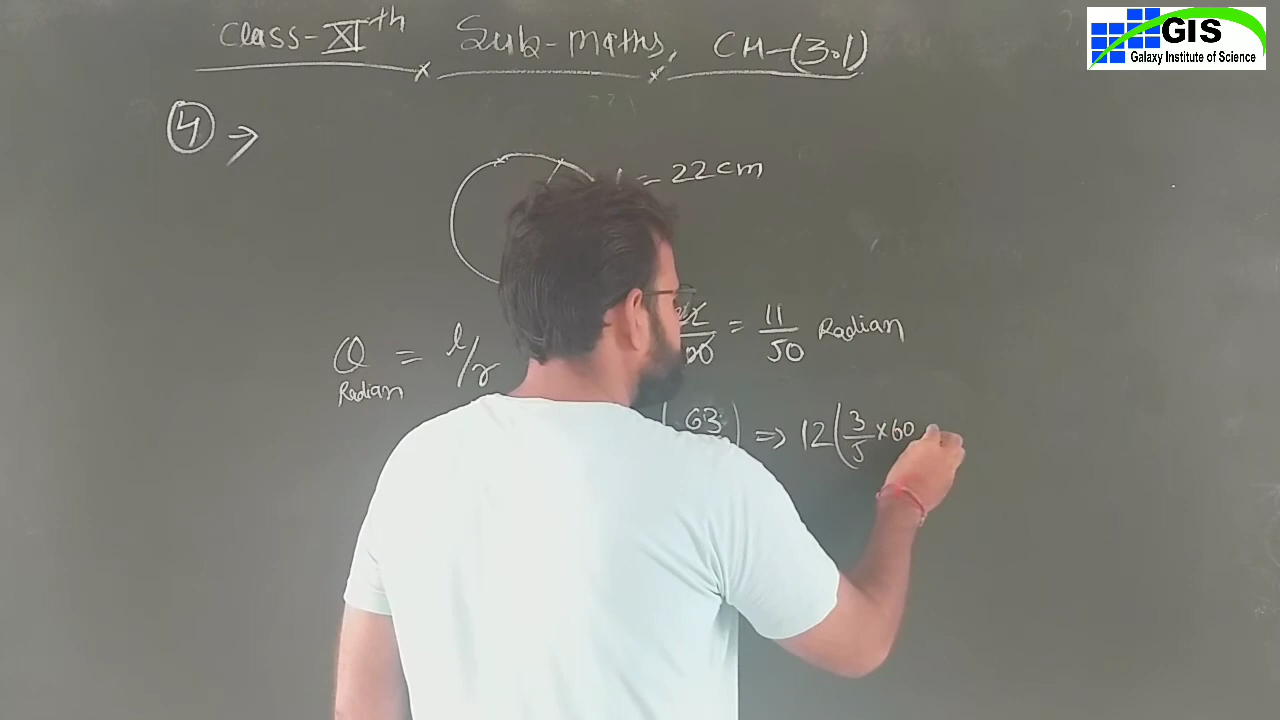 Class-XIth Sub-Maths, CH-(3.1)
GIS
Galaxy Institute of Science
4 →
= 22cm
θ = l/r = 11/50 Radian
Radian
(63) ⇒ 12(3/5×60